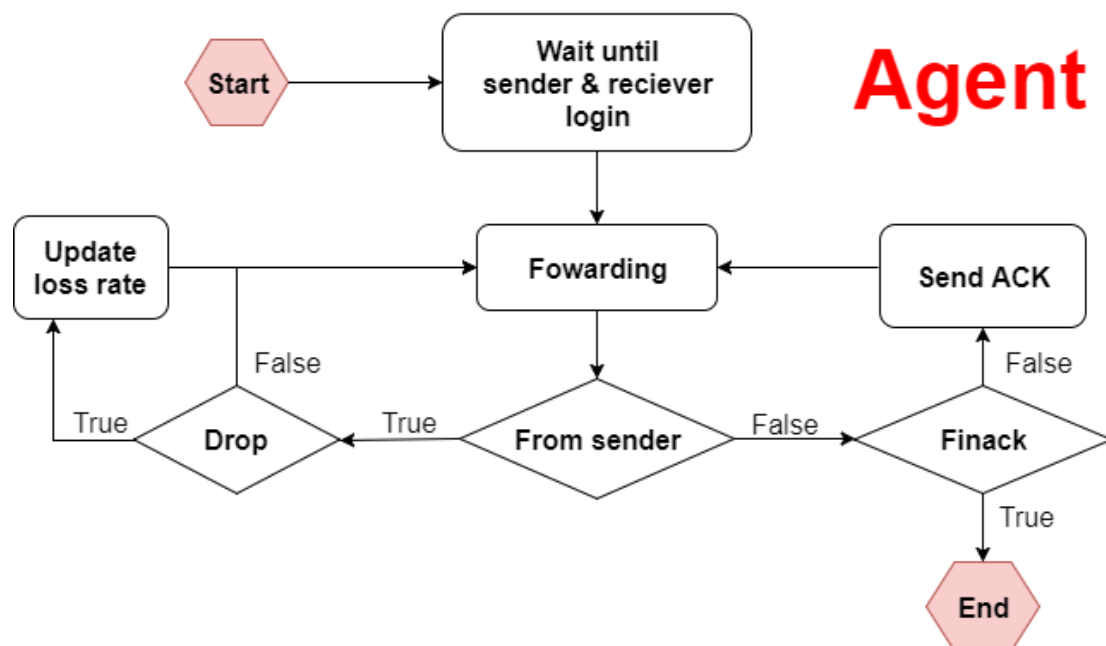 Start
Wait until
sender & reciever
login
Agent
Update
loss rate
Fowarding
Send ACK
False
False
True
Drop
True
From sender
False
Finack
True
End